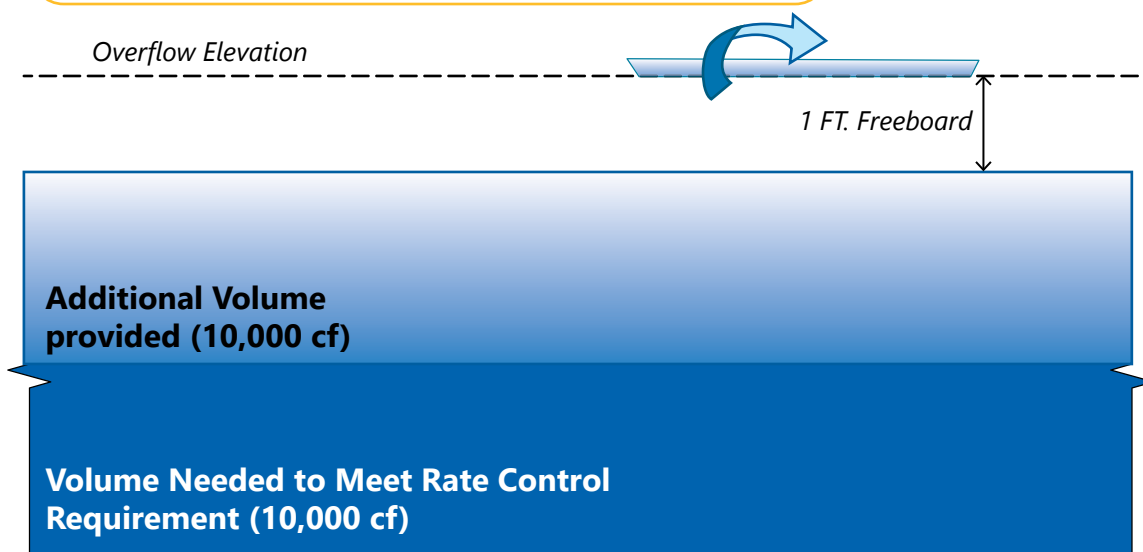 Overflow Elevation
1 FT. Freeboard
Additional Volume
provided (10,000 cf)
Volume Needed to Meet Rate Control
Requirement (10,000 cf)